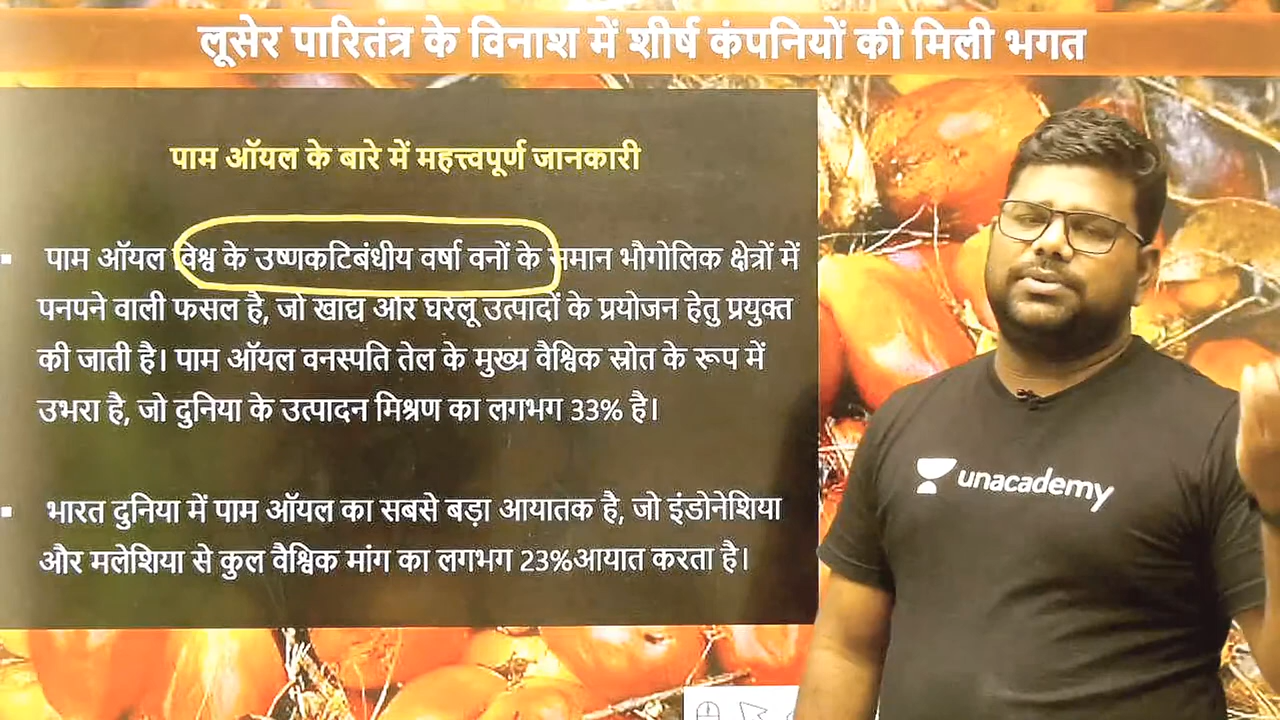 लूसेर पारितंत्र के विनाश में शीर्ष कंपनियों की मिली भगत
पाम ऑयल के बारे में महत्त्वपूर्ण जानकारी
पाम ऑयल विश्व के उष्णकटिबंधीय वर्षा वनों के समान भौगोलिक क्षेत्रों में
पनपने वाली फसल है, जो खाद्य और घरेलू उत्पादों के प्रयोजन हेतु प्रयुक्त
की जाती है। पाम ऑयल वनस्पति तेल के मुख्य वैश्विक स्रोत के रूप में
उभरा है, जो दुनिया के उत्पादन मिश्रण का लगभग 33% है।
भारत दुनिया में पाम ऑयल का सबसे बड़ा आयातक है, जो इंडोनेशिया
और मलेशिया से कुल वैश्विक मांग का लगभग 23%आयात करता है।
unacademy